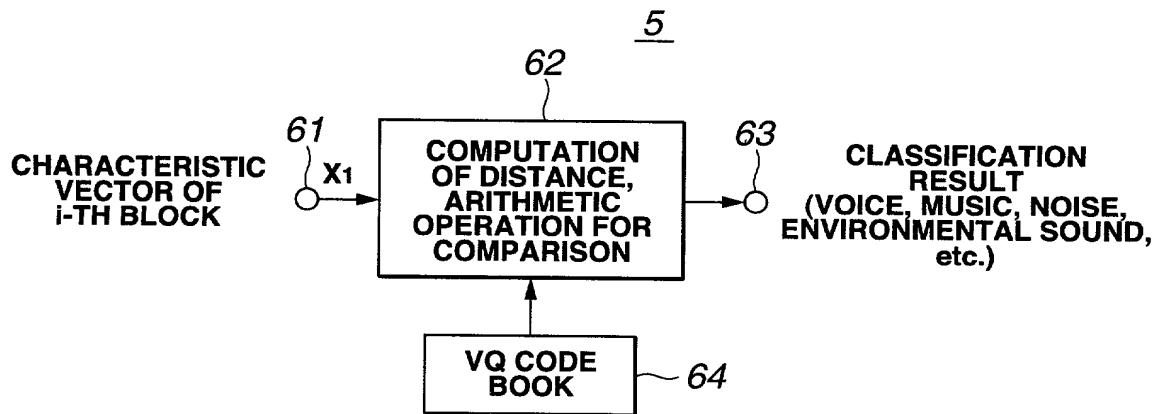 5
62
61
63
CHARACTERISTIC
VECTOR OF
i-TH BLOCK
X1
COMPUTATION
OF DISTANCE,
ARITHMETIC
OPERATION FOR
COMPARISON
CLASSIFICATION
RESULT
(VOICE, MUSIC, NOISE,
ENVIRONMENTAL SOUND,
etc.)
VQ CODE
BOOK
64